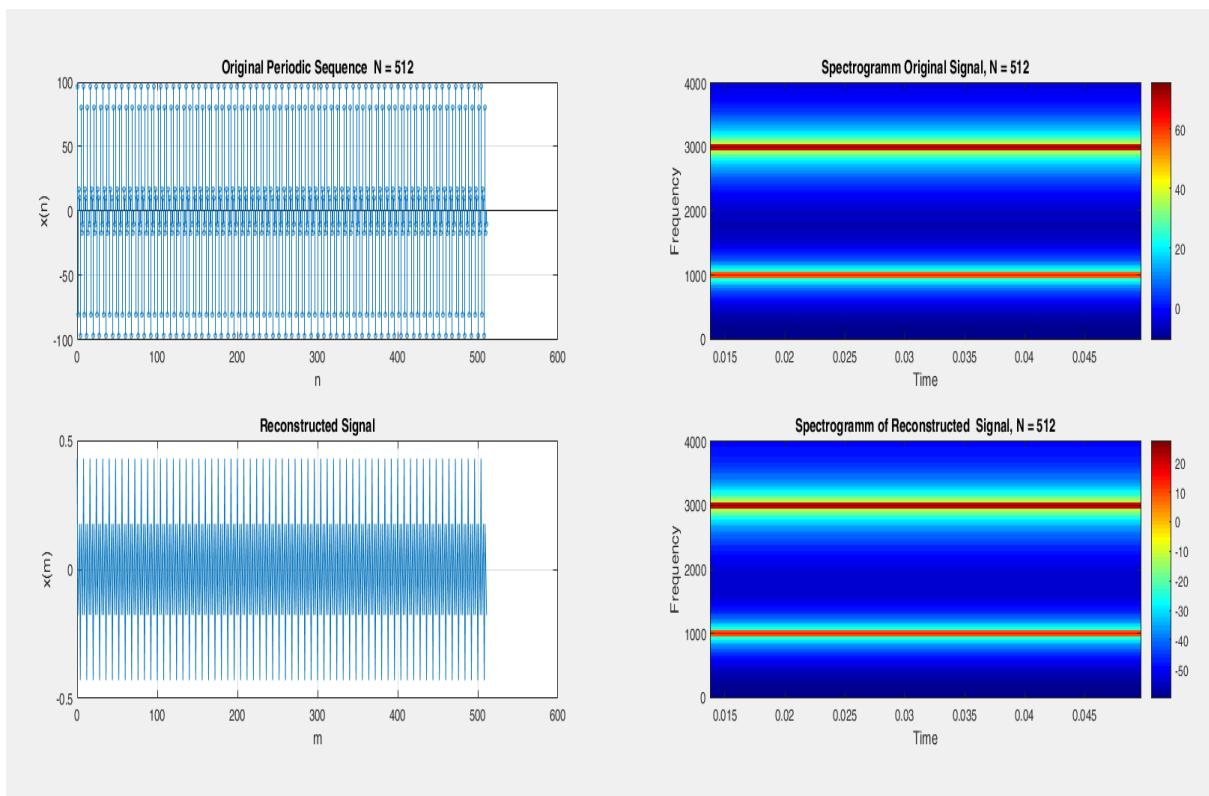 Original Periodic Sequence N = 512
100
50
0
-50
-100
x(n)
0 100 200 300 400 500 600
n
Spectrogramm Original Signal, N = 512
4000
3000
2000
1000
0
Frequency
0.015 0.02 0.025 0.03 0.035 0.04 0.045
Time
60
40
20
0
Reconstructed Signal
0.5
0
-0.5
x(m)
0 100 200 300 400 500 600
m
Spectrogramm of Reconstructed Signal, N = 512
4000
3000
2000
1000
0
Frequency
0.015 0.02 0.025 0.03 0.035 0.04 0.045
Time
20
10
0
-10
-20
-30
-40
-50